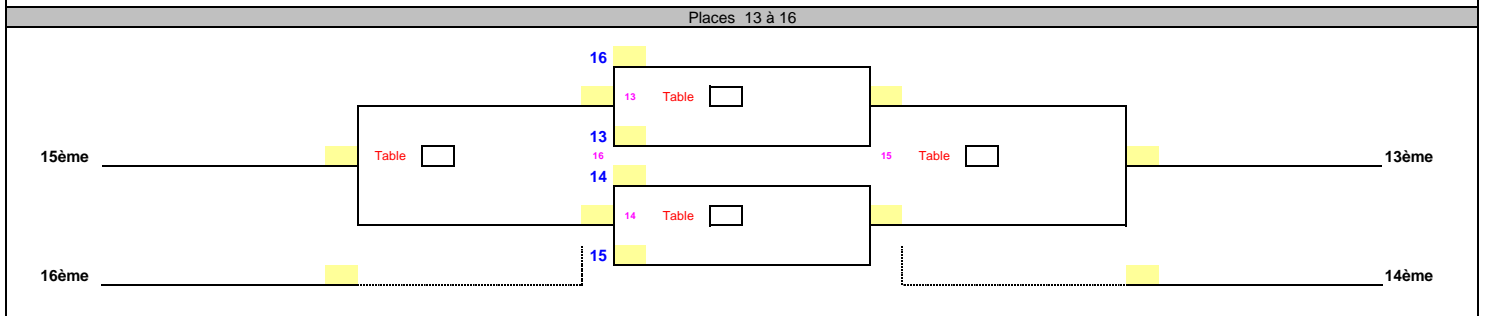 Places 13 à 16
16
13 Table
13
15ème Table 16 15 Table 13ème
14
14 Table
15
16ème 14ème